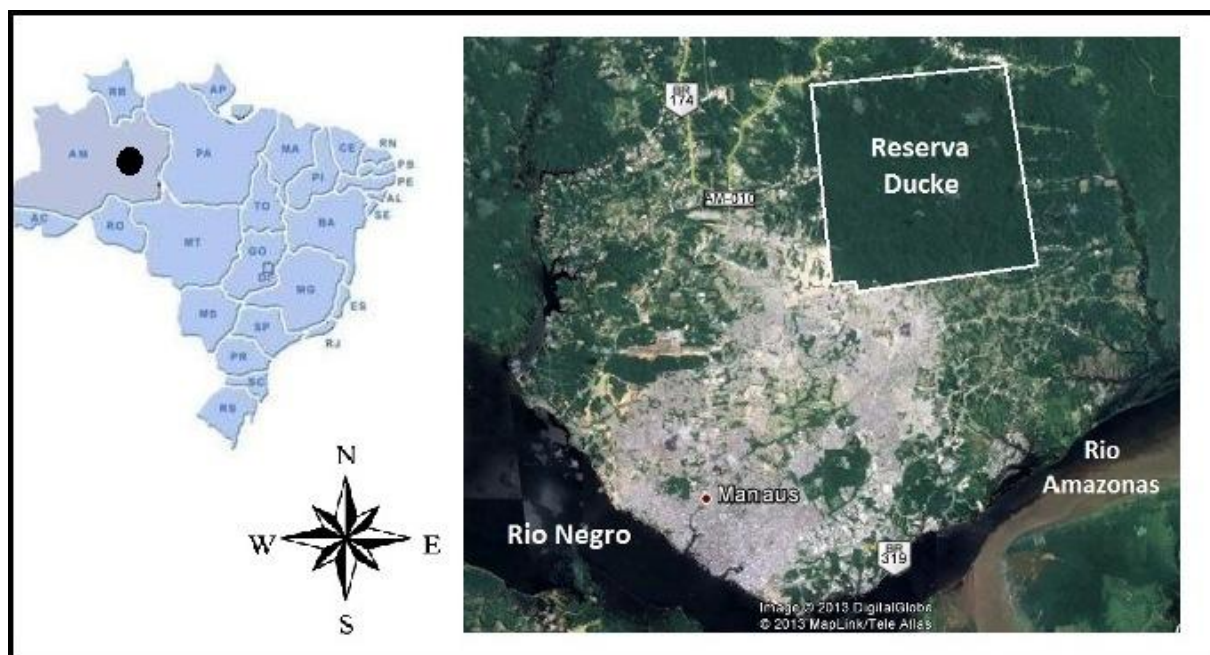 RR
AP
AM
PA
MA
CE
RN
PB
PE
AL
SE
PI
AC
RO
TO
BA
MT
GO
DF
MG
ES
MS
SP
RJ
PR
SC
RS
N
W
E
S
BR
174
AM-010
Reserva
Ducke
Manaus
Rio Negro
Rio
Amazonas
BR
319
Image © 2013 DigitalGlobe
© 2013 MapLink/Tele Atlas